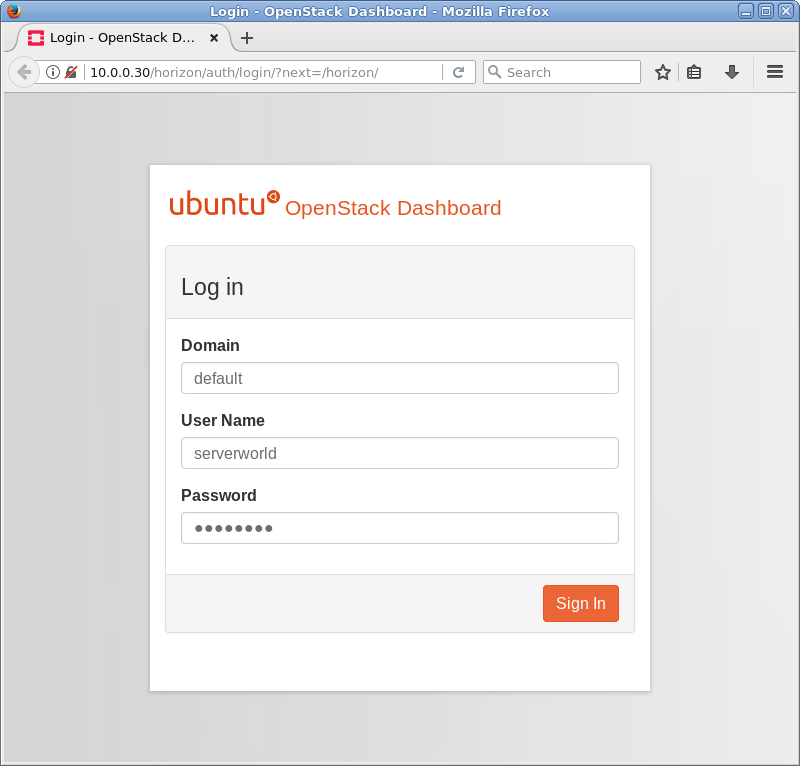 Login - OpenStack Dashboard - Mozilla Firefox
Login - OpenStack D...
10.0.0.30/horizon/auth/login/?next=/horizon/
Search
ubuntu OpenStack Dashboard
Log in
Domain
default
User Name
serverworld
Password
●●●●●●●●
Sign In